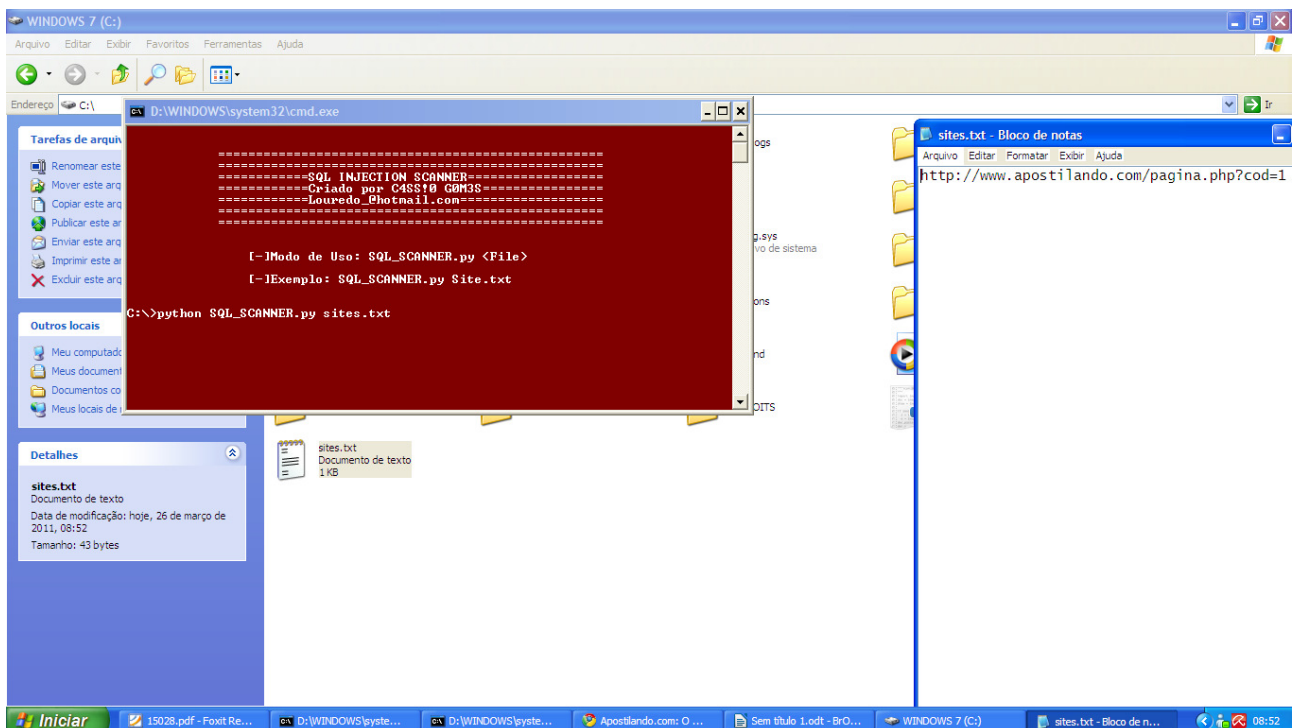 WINDOWS 7 (C:)
Arquivo Editar Exibir Favoritos Ferramentas Ajuda
Endereço C:\ Ir
Tarefas de arquiv
Renomear este
Mover este arq
Copiar este arq
Publicar este ar
Enviar este arq
Imprimir este ar
Excluir este arq
Outros locais
Meu computado
Meus document
Documentos co
Meus locais de
Detalhes
sites.txt
Documento de texto
Data de modificação: hoje, 26 de março de
2011, 08:52
Tamanho: 43 bytes
D:\WINDOWS\system32\cmd.exe
===================================================
===================================================
============SQL INJECTION SCANNER==================
============Criado por C4SS!0 G0M3S================
============Louredo_@hotmail.com===================
===================================================
===================================================
[-]Modo de Uso: SQL_SCANNER.py <File>
[-]Exemplo: SQL_SCANNER.py Site.txt
C:\>python SQL_SCANNER.py sites.txt
ogs
g.sys
vo de sistema
ons
nd
OITS
sites.txt
Documento de texto
1 KB
sites.txt - Bloco de notas
Arquivo Editar Formatar Exibir Ajuda
http://www.apostilando.com/pagina.php?cod=1
Iniciar
15028.pdf - Foxit Re...
D:\WINDOWS\syste...
D:\WINDOWS\syste...
Apostilando.com: O ...
Sem título 1.odt - BrO...
WINDOWS 7 (C:)
sites.txt - Bloco de n...
08:52